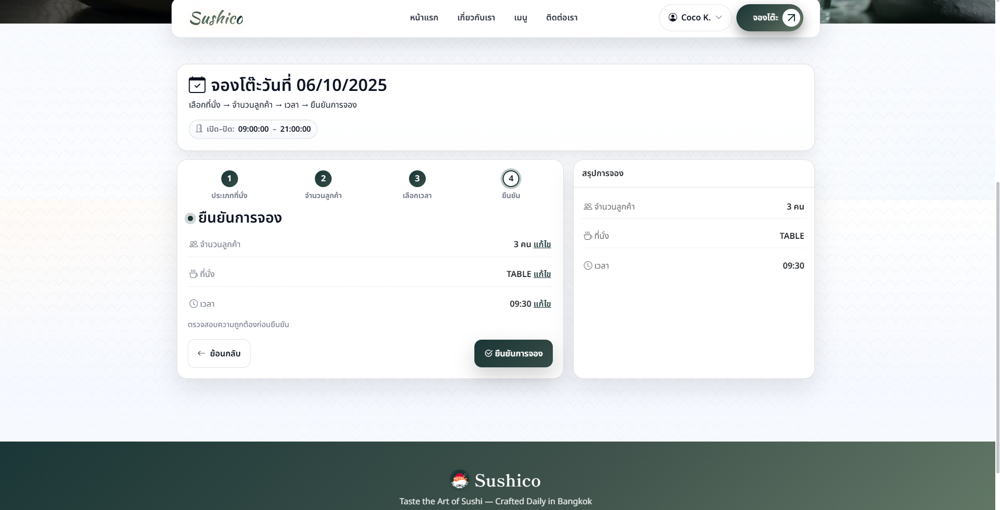 Sushico
หน้าแรก เกี่ยวกับเรา เมนู ติดต่อเรา Coco K. จองโต๊ะ
จองโต๊ะวันที่ 06/10/2025
เลือกที่นั่ง → จำนวนลูกค้า → เวลา → ยืนยันการจอง
เปิด–ปิด: 09:00:00 – 21:00:00
1 2 3 4
ประเภทที่นั่ง จำนวนลูกค้า เลือกเวลา ยืนยัน
ยืนยันการจอง
จำนวนลูกค้า 3 คน แก้ไข
ที่นั่ง TABLE แก้ไข
เวลา 09:30 แก้ไข
ตรวจสอบความถูกต้องก่อนยืนยัน
ย้อนกลับ ยืนยันการจอง
สรุปการจอง
จำนวนลูกค้า 3 คน
ที่นั่ง TABLE
เวลา 09:30
Sushico
Taste the Art of Sushi — Crafted Daily in Bangkok